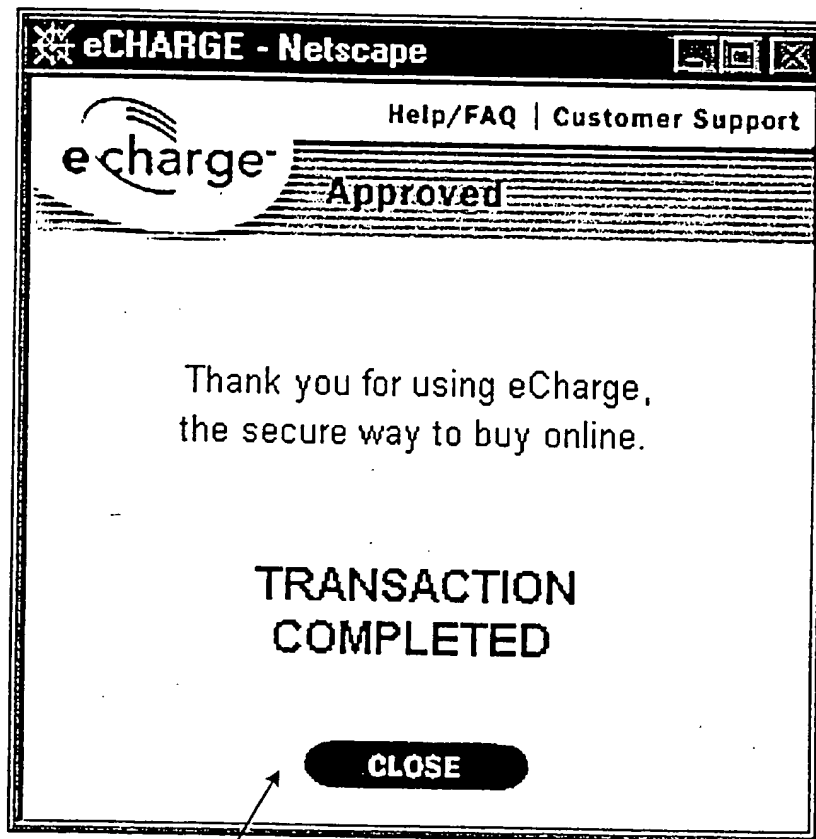 eCHARGE - Netscape
Help/FAQ | Customer Support
echarge™
Approved
Thank you for using eCharge,
the secure way to buy online.
TRANSACTION
COMPLETED
CLOSE